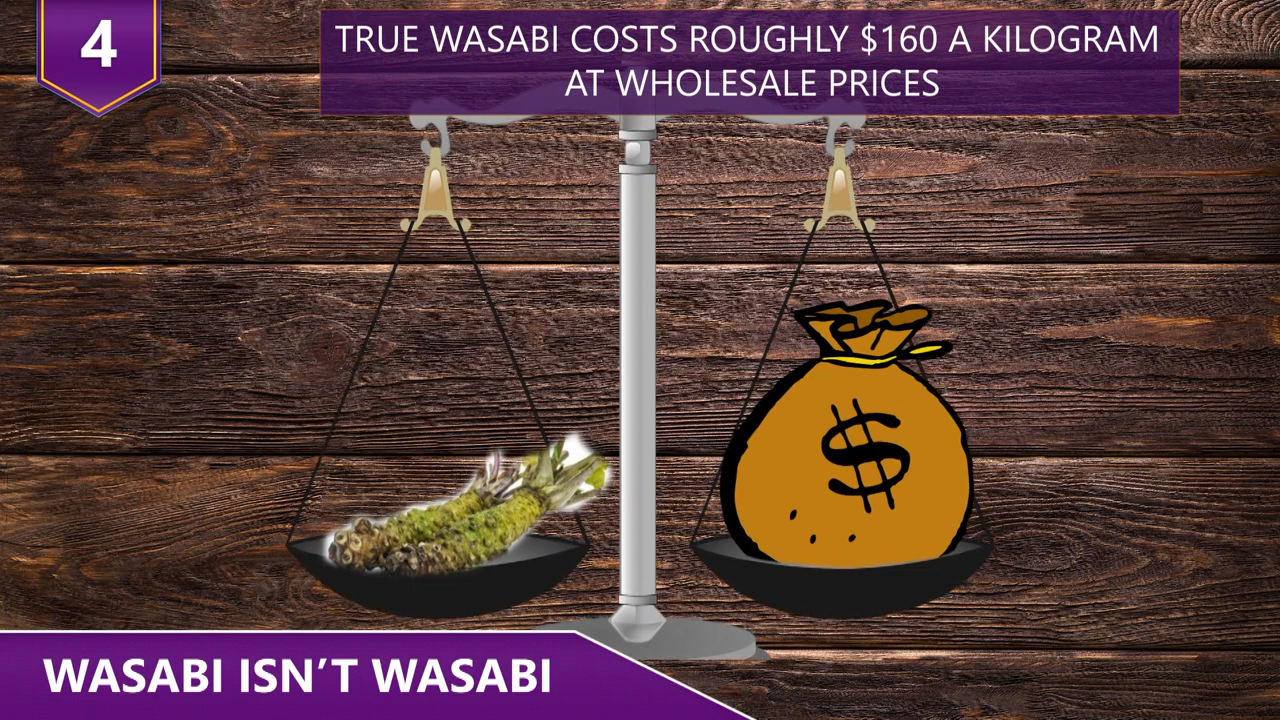 4
TRUE WASABI COSTS ROUGHLY $160 A KILOGRAM
AT WHOLESALE PRICES
$
WASABI ISN’T WASABI